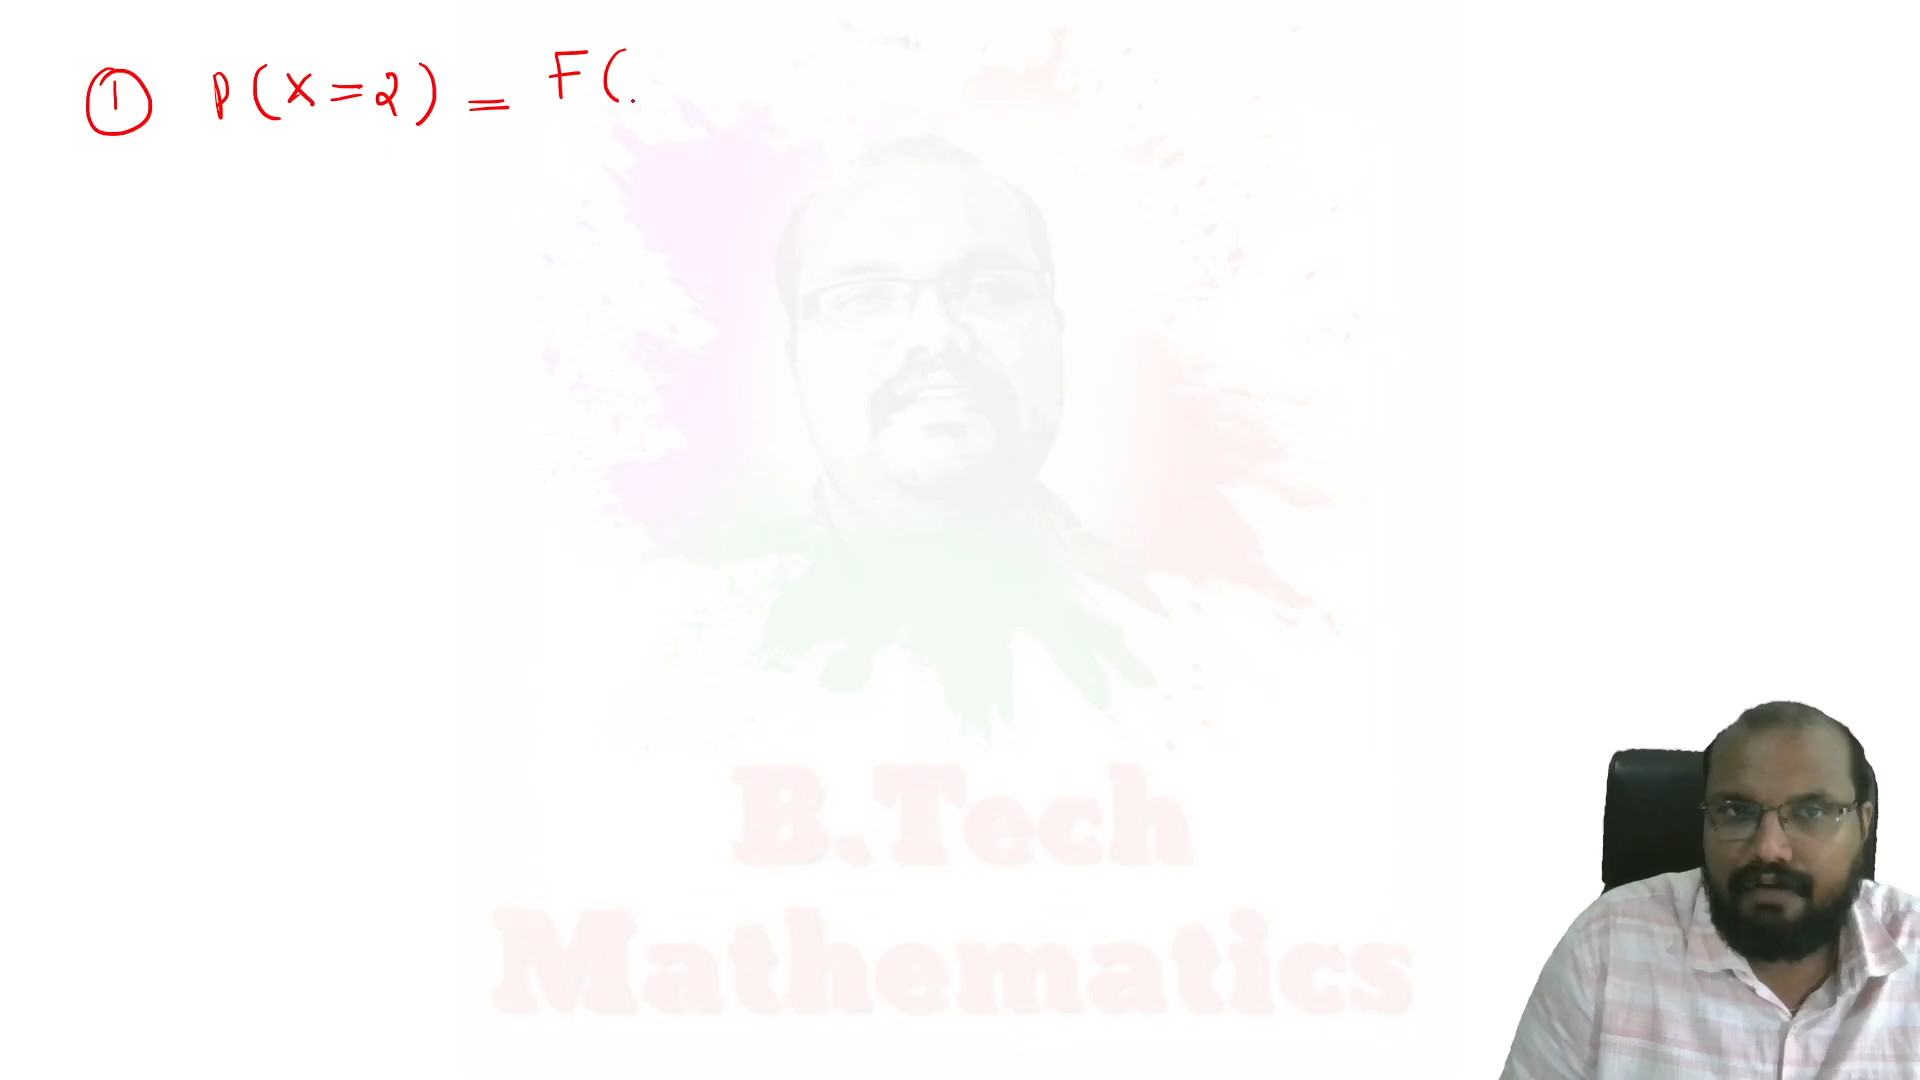 ① P(X=2) = F(.
B.Tech
Mathematics